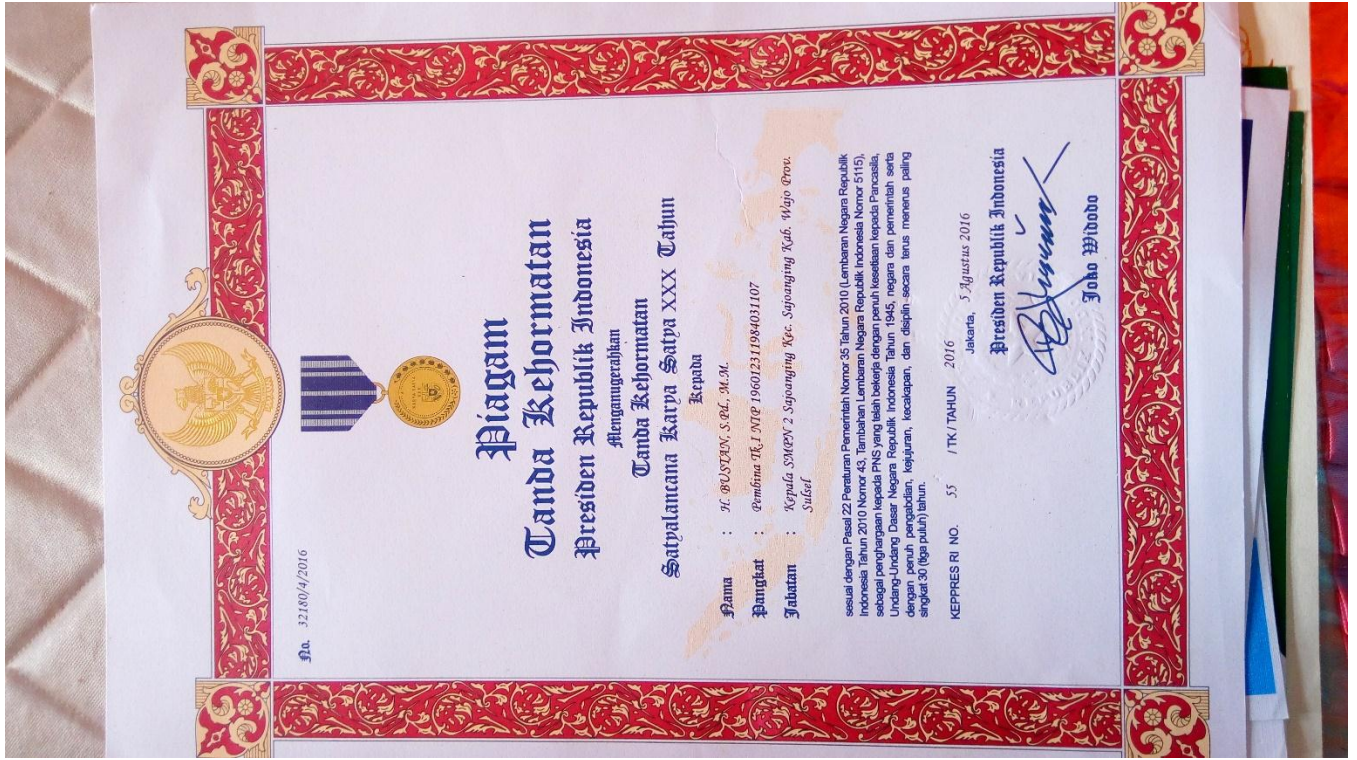 No. 32180/4/2016
Piagam
Tanda Kehormatan
Presiden Republik Indonesia
Menganugerahkan
Tanda Kehormatan
Satyalancana Karya Satya XXX Tahun
Kepada
Nama : H. BUSTAN, S.Pd., M.M.
Pangkat : Pembina Tk.I NIP 196012311984031107
Jabatan : Kepala SMPN 2 Sajoanging Kec. Sajoanging Kab. Wajo Prov.
Sulsel
sesuai dengan Pasal 22 Peraturan Pemerintah Nomor 35 Tahun 2010 (Lembaran Negara Republik
Indonesia Tahun 2010 Nomor 43, Tambahan Lembaran Negara Republik Indonesia Nomor 5115),
sebagai penghargaan kepada PNS yang telah bekerja dengan penuh kesetiaan kepada Pancasila,
Undang-Undang Dasar Negara Republik Indonesia Tahun 1945, negara dan pemerintah serta
dengan penuh pengabdian, kejujuran, kecakapan, dan disiplin secara terus menerus paling
singkat 30 (tiga puluh) tahun.
KEPPRES RI NO. 55 / TK / TAHUN 2016
Jakarta, 5 Agustus 2016
Presiden Republik Indonesia
Joko Widodo